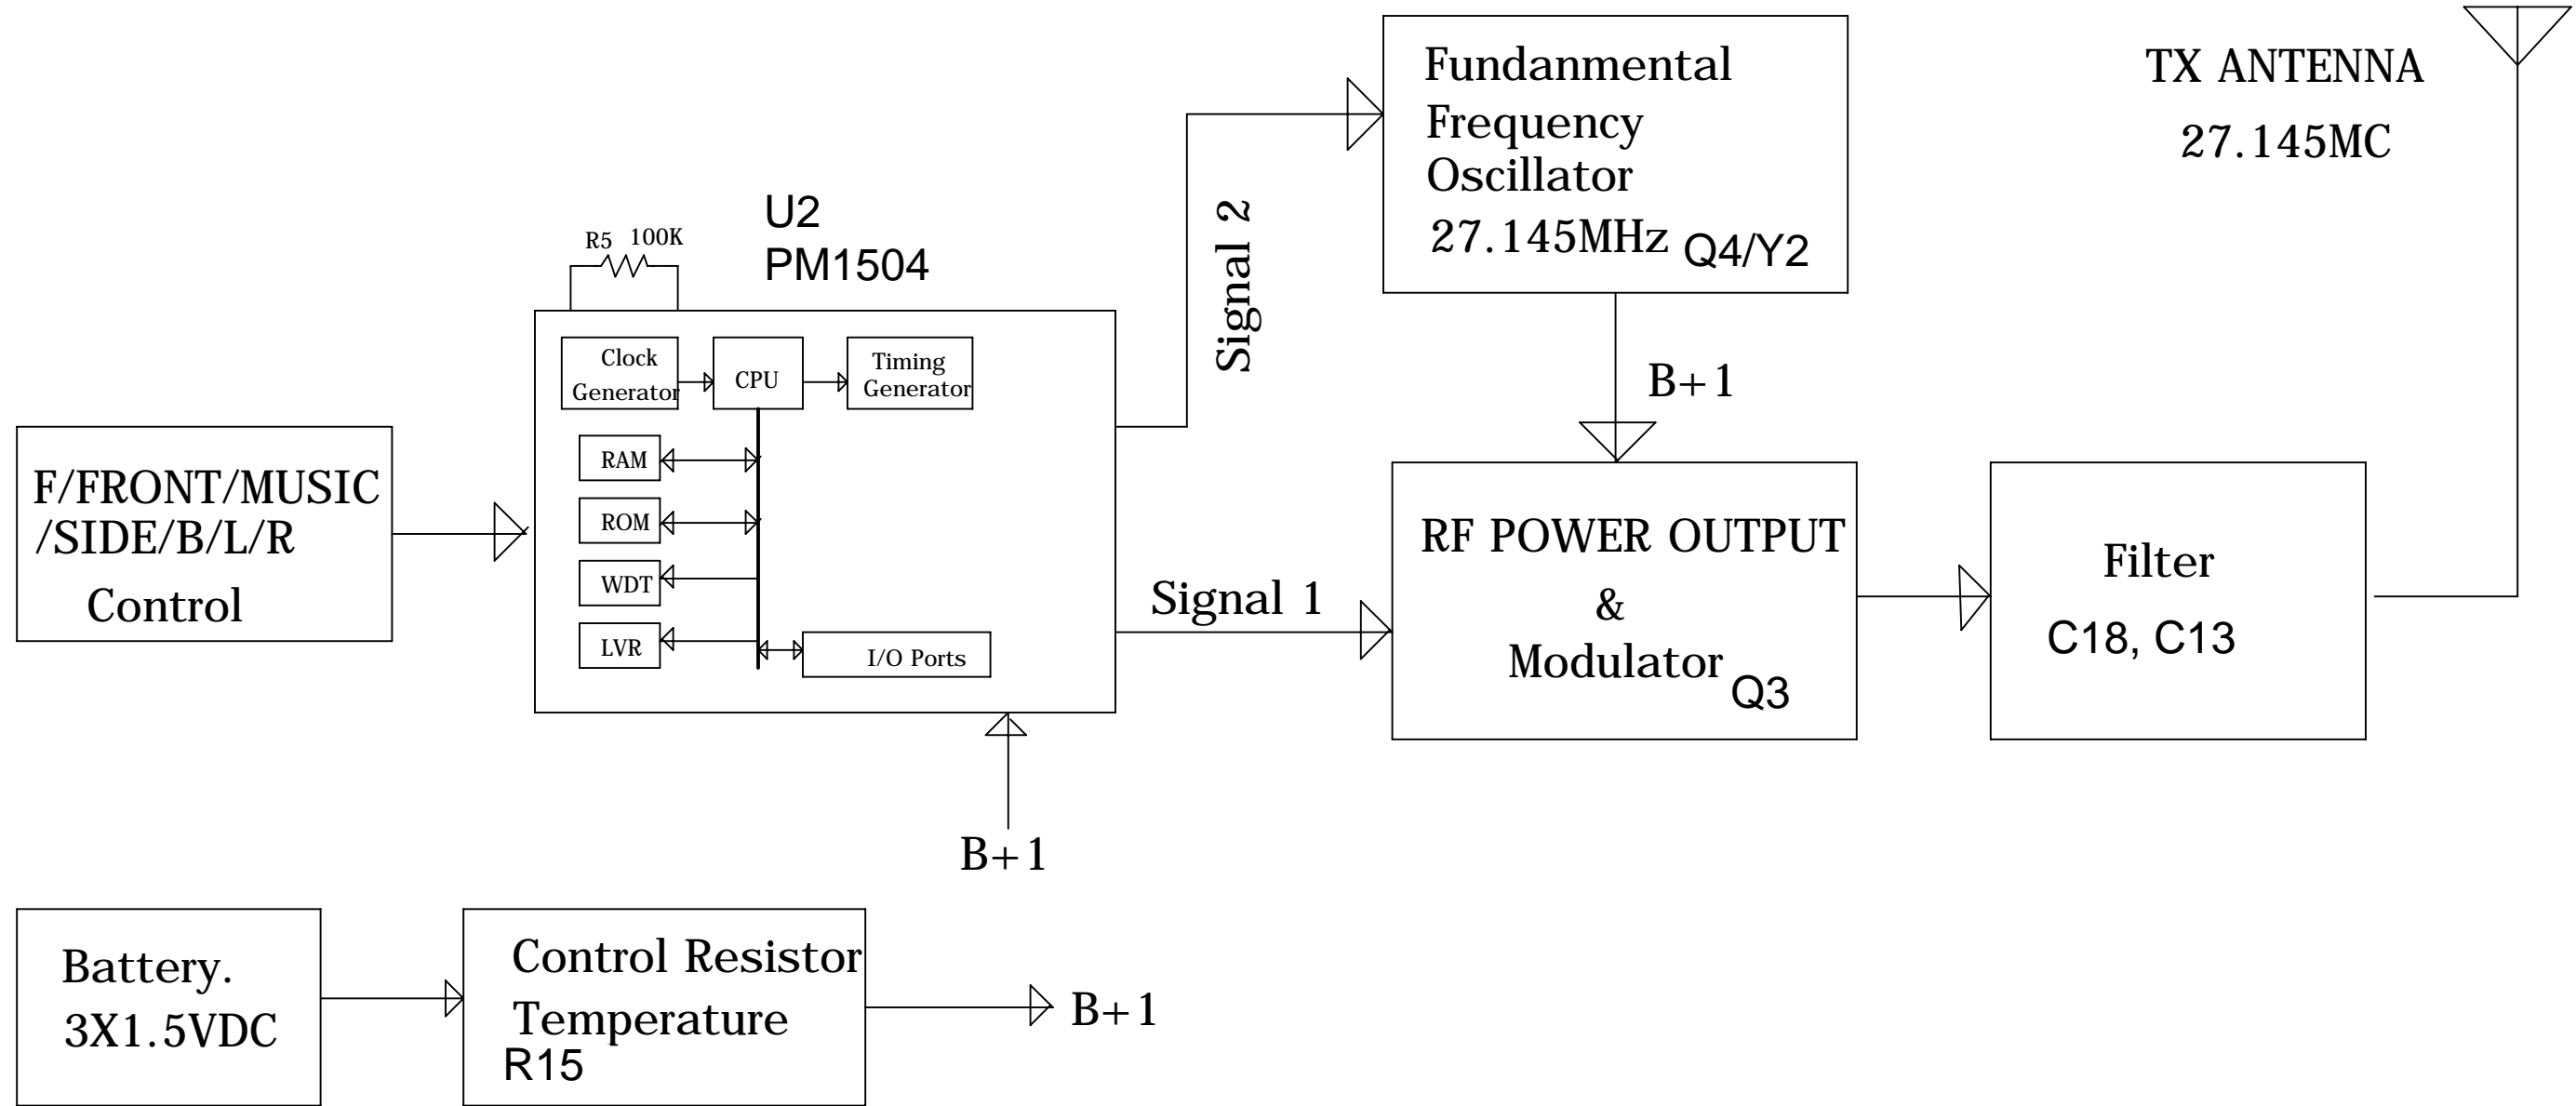 Fundanmental
Frequency
Oscillator
27.145MHz Q4/Y2
TX ANTENNA
27.145MC
U2
PM1504
R5 100K
Signal 2
Clock
Generator
CPU
Timing
Generator
RAM
ROM
WDT
LVR
I/O Ports
F/FRONT/MUSIC
/SIDE/B/L/R
Control
B+1
Signal 1
RF POWER OUTPUT
&
Modulator Q3
Filter
C18, C13
B+1
Battery.
3X1.5VDC
Control Resistor
Temperature
R15
B+1